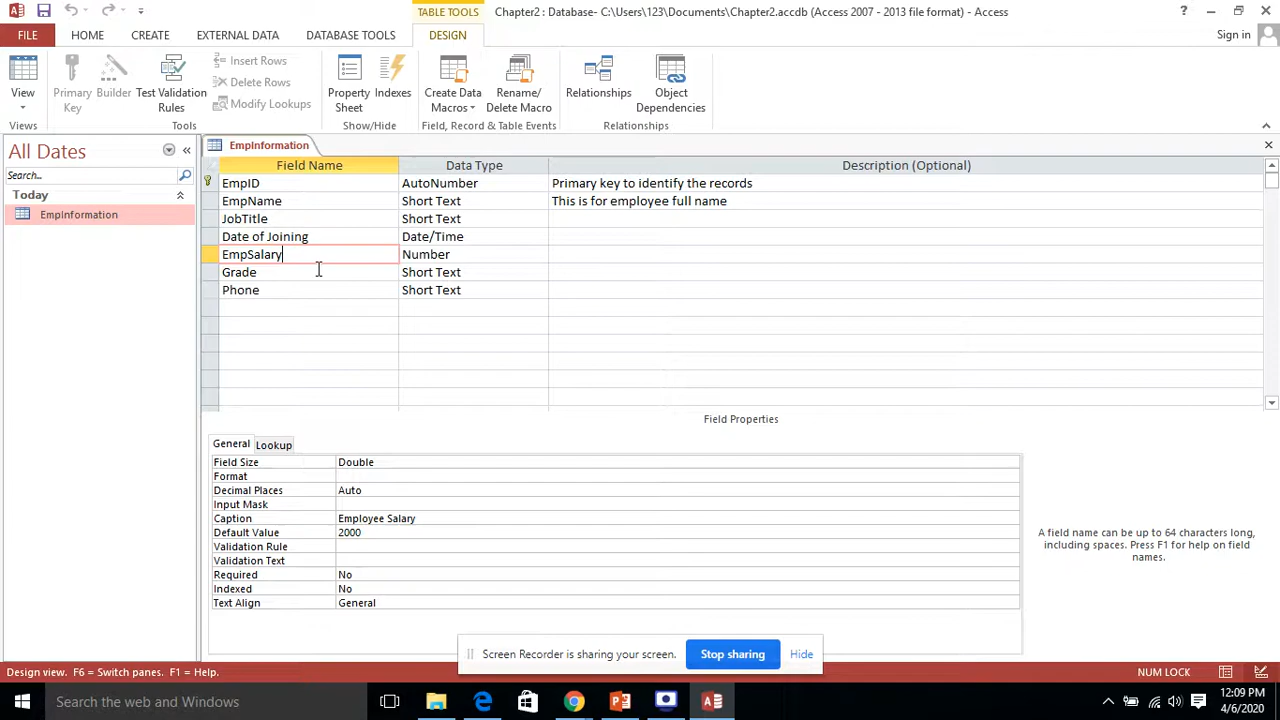 TABLE TOOLS
Chapter2 : Database- C:\Users\123\Documents\Chapter2.accdb (Access 2007 - 2013 file format) - Access
?
FILE HOME CREATE EXTERNAL DATA DATABASE TOOLS DESIGN Sign in
View
Primary Key
Builder
Test Validation Rules
Insert Rows
Delete Rows
Modify Lookups
Property Sheet
Indexes
Create Data Macros
Rename/ Delete Macro
Relationships
Object Dependencies
Views Tools Show/Hide Field, Record & Table Events Relationships
All Dates
Search...
Today
EmpInformation
EmpInformation
Field Name Data Type Description (Optional)
EmpID AutoNumber Primary key to identify the records
EmpName Short Text This is for employee full name
JobTitle Short Text
Date of Joining Date/Time
EmpSalary Number
Grade Short Text
Phone Short Text
Field Properties
General Lookup
Field Size Double
Format
Decimal Places Auto
Input Mask
Caption Employee Salary
Default Value 2000
Validation Rule
Validation Text
Required No
Indexed No
Text Align General
A field name can be up to 64 characters long,
including spaces. Press F1 for help on field
names.
Screen Recorder is sharing your screen. Stop sharing Hide
Design view. F6 = Switch panes. F1 = Help. NUM LOCK
Search the web and Windows
12:09 PM
4/6/2020